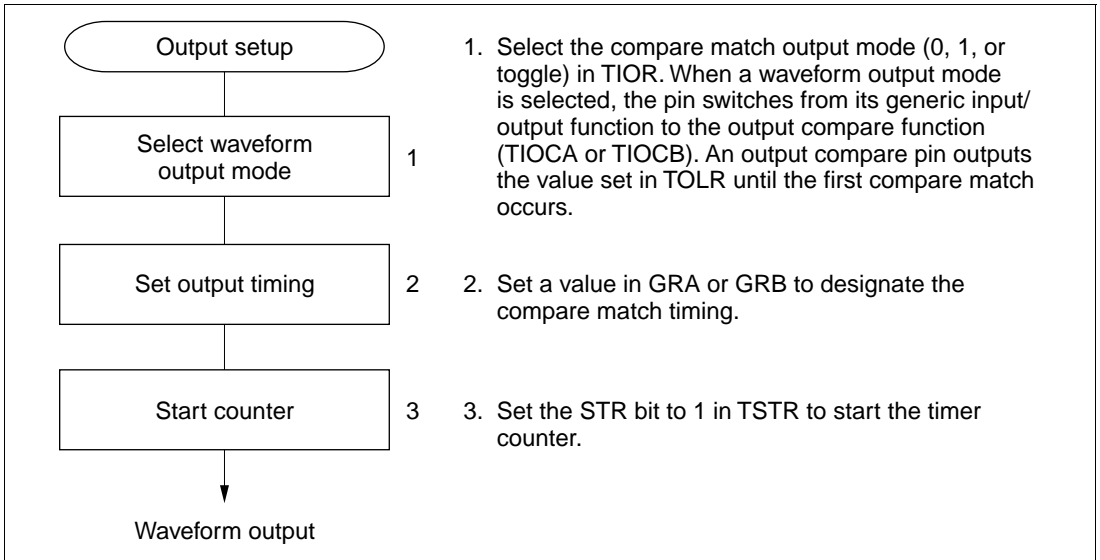 Output setup
Select waveform
output mode
1
1. Select the compare match output mode (0, 1, or
toggle) in TIOR. When a waveform output mode
is selected, the pin switches from its generic input/
output function to the output compare function
(TIOCA or TIOCB). An output compare pin outputs
the value set in TOLR until the first compare match
occurs.
Set output timing
2
2. Set a value in GRA or GRB to designate the
compare match timing.
Start counter
3
3. Set the STR bit to 1 in TSTR to start the timer
counter.
Waveform output